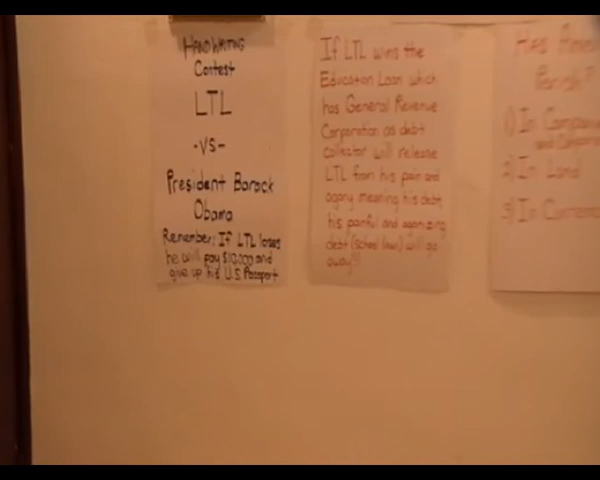 HANDWRITING
Contest
LTL
-VS-
President Barack
Obama
Remember: If LTL loses
he will pay $10,000 and
give up his U.S. Passport
If LTL wins the
Education Loan which
has General Revenue
Corporation as debt
collector will release
LTL from his pain and
agony meaning his debt,
his painful and agonizing
debt (school loan) will go
away!!!
Has
Perish?
1) In
and
2) In Land
3) In